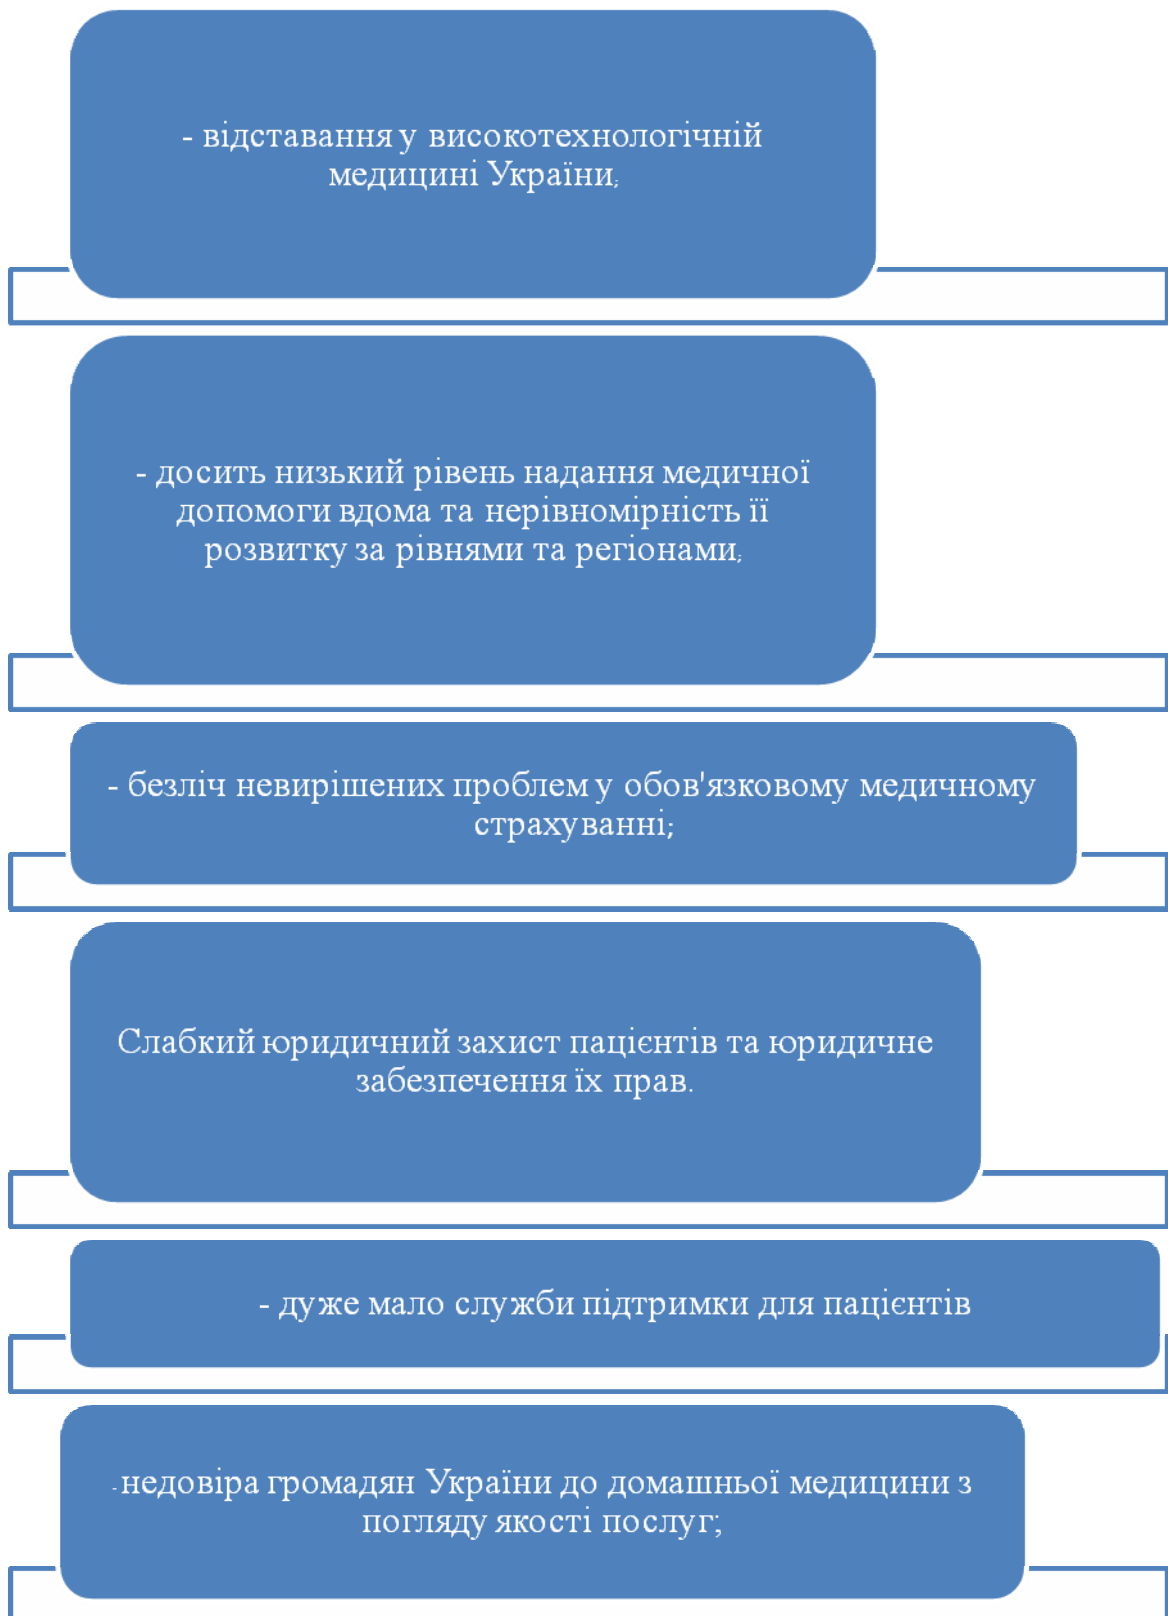 - відставання у високотехнологічній
медицині України;
- досить низький рівень надання медичної
допомоги вдома та нерівномірність її
розвитку за рівнями та регіонами;
- безліч невирішених проблем у обов'язковому медичному
страхуванні;
Слабкий юридичний захист пацієнтів та юридичне
забезпечення їх прав.
- дуже мало служби підтримки для пацієнтів
- недовіра громадян України до домашньої медицини з
погляду якості послуг;